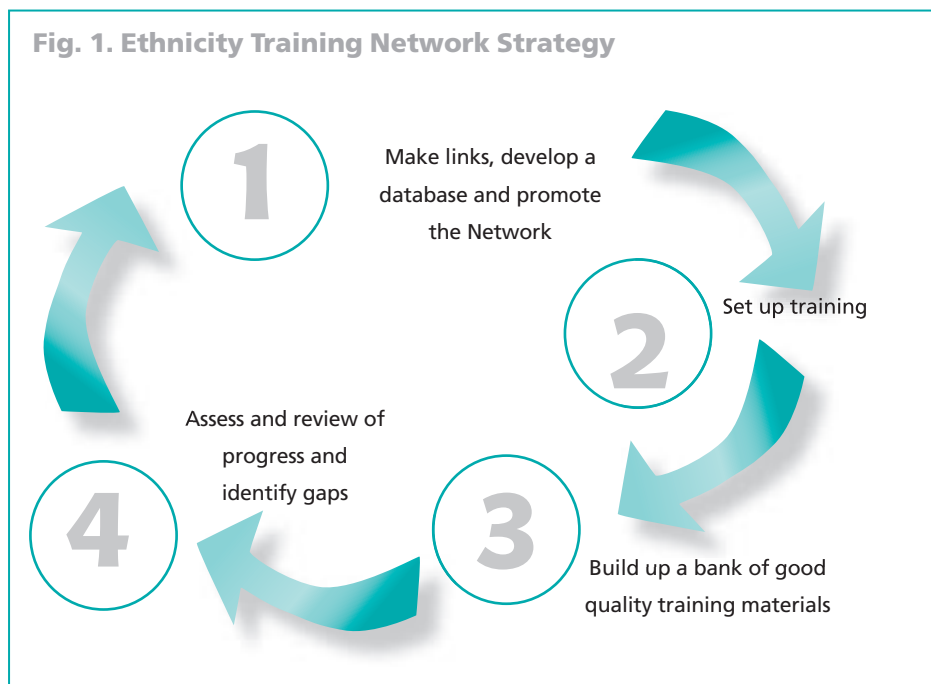 Fig. 1. Ethnicity Training Network Strategy
1
Make links, develop a
database and promote
the Network
2
Set up training
3
Build up a bank of good
quality training materials
4
Assess and review of
progress and
identify gaps